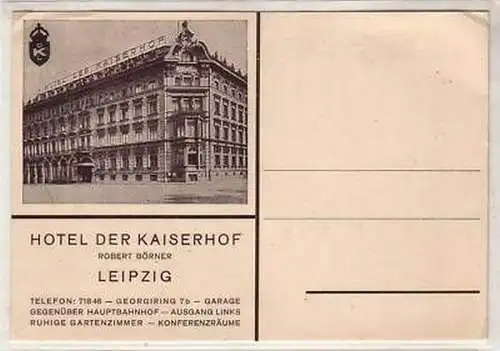 K
HOTEL DER KAISERHOF
HOTEL DER KAISERHOF
ROBERT BÖRNER
LEIPZIG
TELEFON: 71846 — GEORGIRING 7b — GARAGE
GEGENÜBER HAUPTBAHNHOF — AUSGANG LINKS
RUHIGE GARTENZIMMER — KONFERENZRÄUME